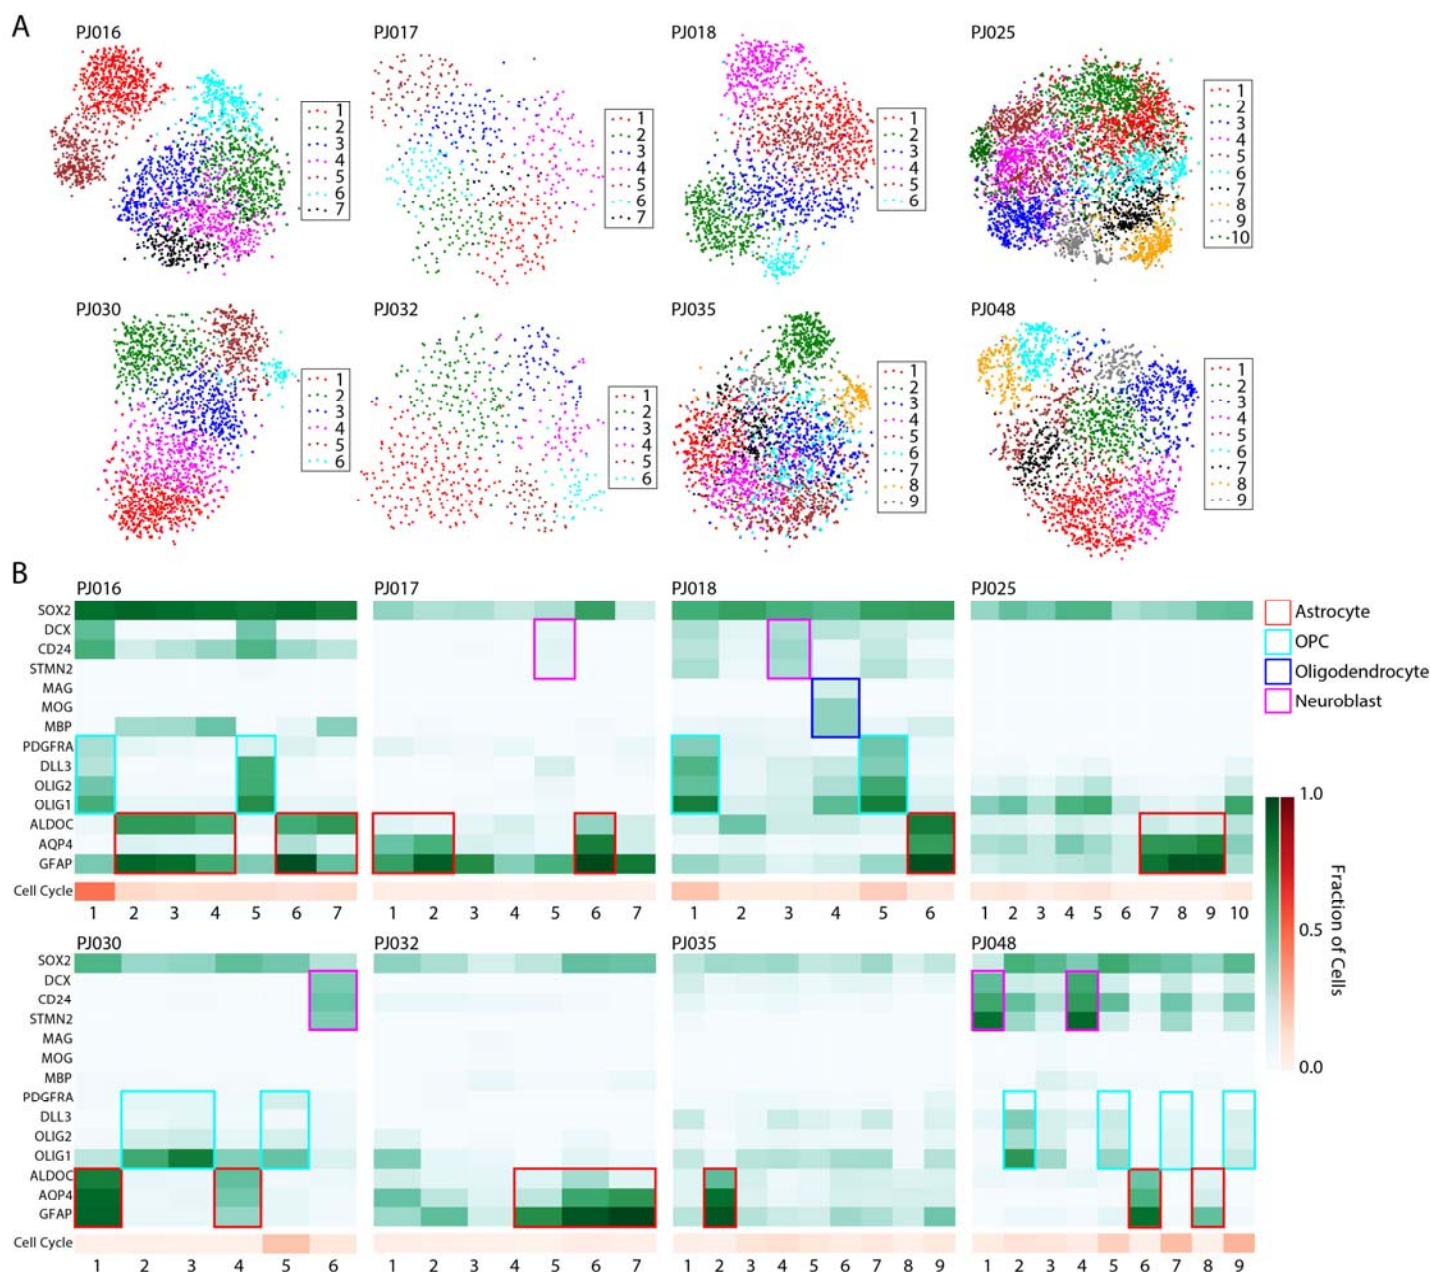 A
PJ016 PJ017 PJ018 PJ025
1
2
3
4
5
6
7
1
2
3
4
5
6
7
1
2
3
4
5
6
1
2
3
4
5
6
7
8
9
10
PJ030 PJ032 PJ035 PJ048
1
2
3
4
5
6
1
2
3
4
5
6
1
2
3
4
5
6
7
8
9
1
2
3
4
5
6
7
8
9
B
PJ016 PJ017 PJ018 PJ025
SOX2
DCX
CD24
STMN2
MAG
MOG
MBP
PDGFRA
DLL3
OLIG2
OLIG1
ALDOC
AQP4
GFAP
Cell Cycle
1 2 3 4 5 6 7
1 2 3 4 5 6 7
1 2 3 4 5 6
1 2 3 4 5 6 7 8 9 10
Astrocyte
OPC
Oligodendrocyte
Neuroblast
1.0
0.5
0.0
Fraction of Cells
PJ030 PJ032 PJ035 PJ048
SOX2
DCX
CD24
STMN2
MAG
MOG
MBP
PDGFRA
DLL3
OLIG2
OLIG1
ALDOC
AQP4
GFAP
Cell Cycle
1 2 3 4 5 6
1 2 3 4 5 6 7
1 2 3 4 5 6 7 8 9
1 2 3 4 5 6 7 8 9